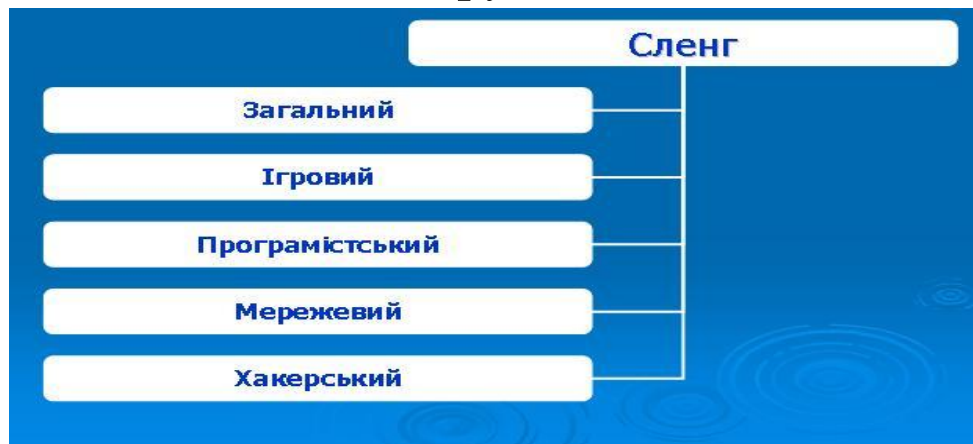 Сленг
Загальний
Ігровий
Програмістський
Мережевий
Хакерський